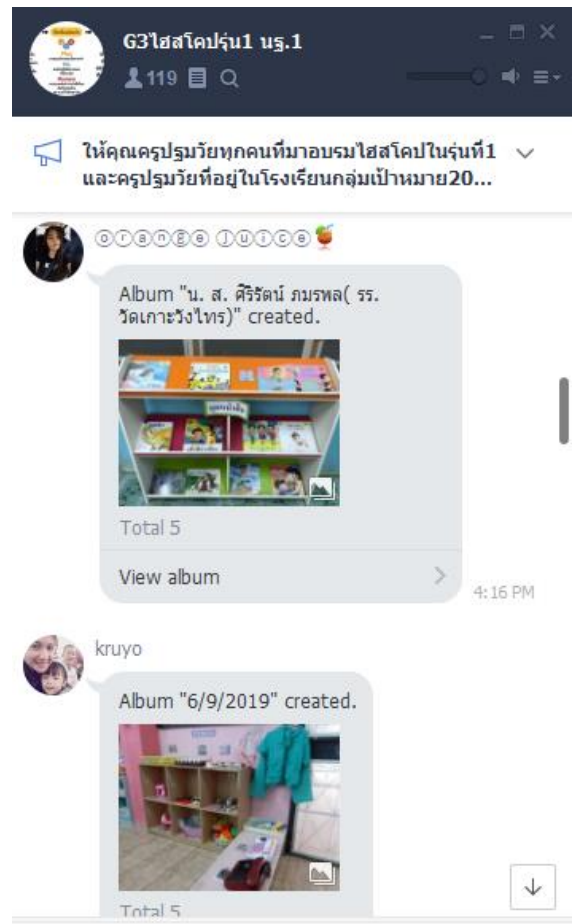 G3ไฮสโคปรุ่น1 นฐ.1
119
ให้คุณครูปฐมวัยทุกคนที่มาอบรมไฮสโคปในรุ่นที่1
และครูปฐมวัยที่อยู่ในโรงเรียนกลุ่มเป้าหมาย20...
ⓞⓡⓐⓝⓖⓔ ⓙⓤⓘⓒⓔ🍹
Album "น. ส. ศิริรัตน์ ภมรพล( รร.
วัดเกาะวังไทร)" created.
Total 5
View album
4:16 PM
kruyo
Album "6/9/2019" created.
Total 5